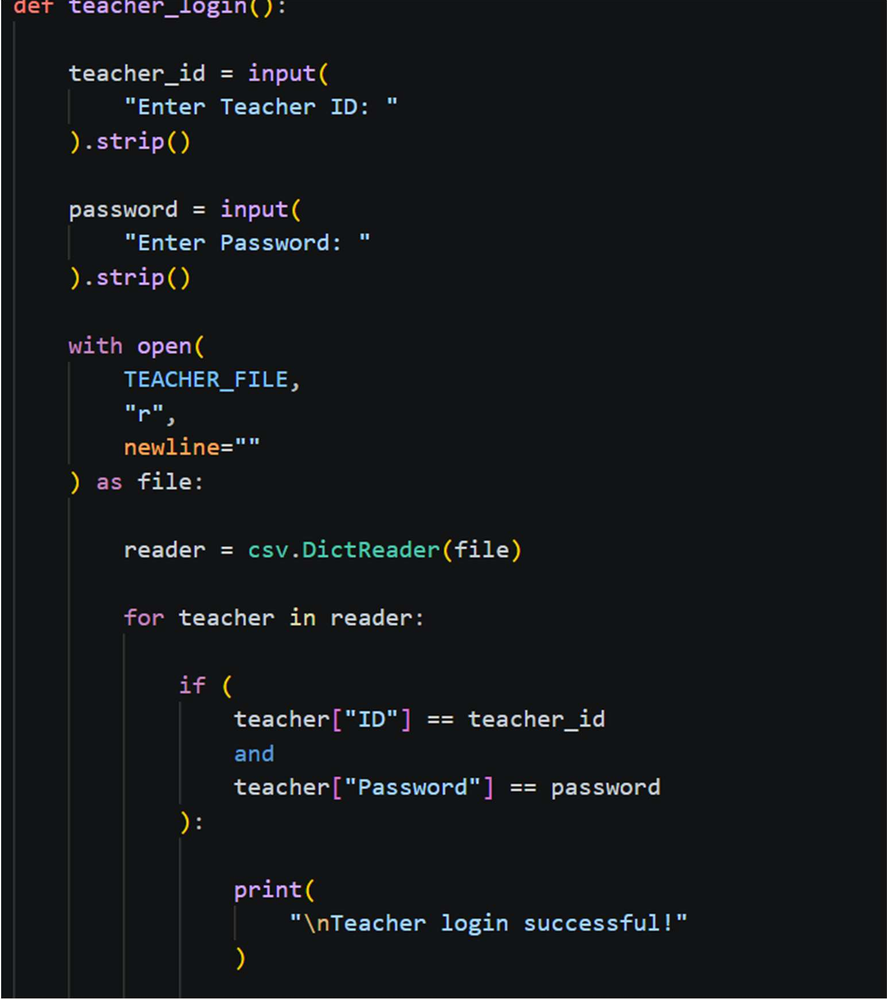 def teacher_login():
teacher_id = input(
"Enter Teacher ID: "
).strip()
password = input(
"Enter Password: "
).strip()
with open(
TEACHER_FILE,
"r",
newline=""
) as file:
reader = csv.DictReader(file)
for teacher in reader:
if (
teacher["ID"] == teacher_id
and
teacher["Password"] == password
):
print(
"\nTeacher login successful!"
)